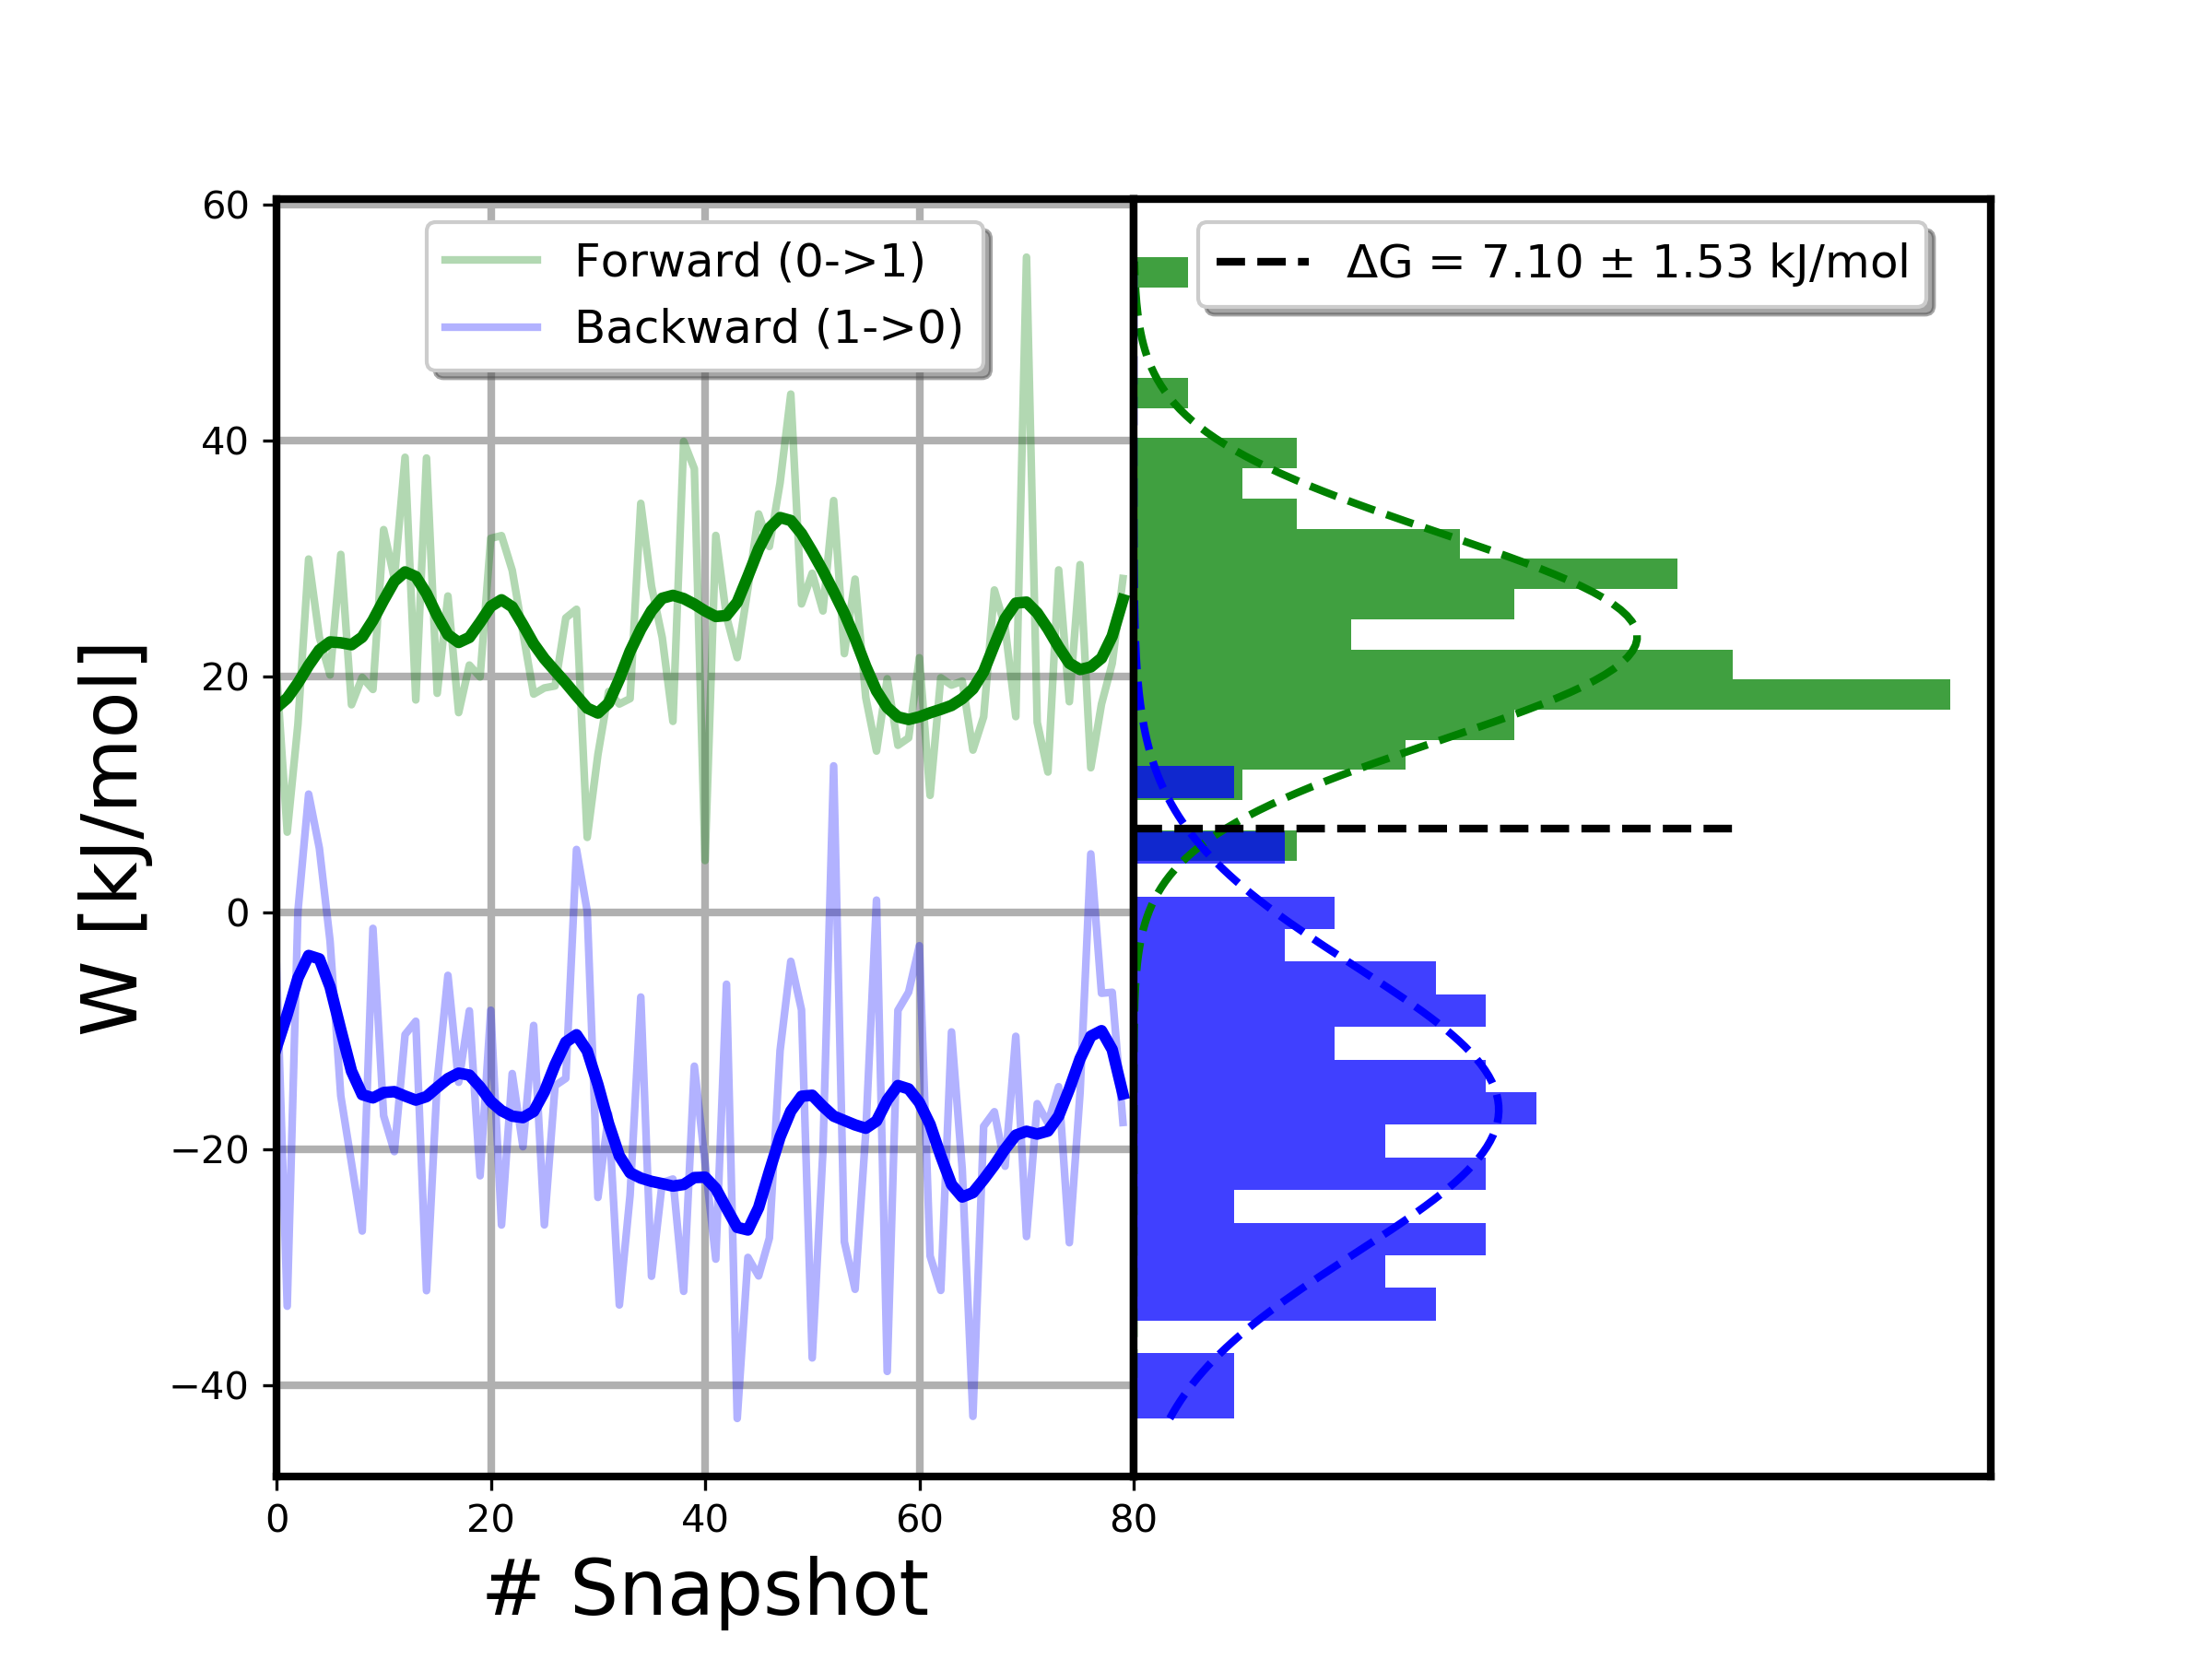 Forward (0->1)
Backward (1->0)
ΔG = 7.10 ± 1.53 kJ/mol
W [kJ/mol]
60
40
20
0
−20
−40
0 20 40 60 80
# Snapshot